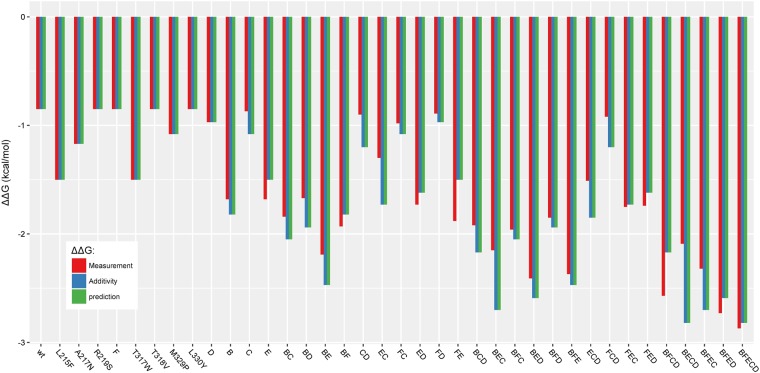 0
-1
-2
-3
ΔΔG (kcal/mol)
ΔΔG:
Measurement
Additivity
prediction
wt
L215F
A217N
R219S
F
T317W
T318V
M329P
L330Y
D
B
C
E
BC
BD
BE
BF
CD
EC
FC
ED
FD
FE
BCD
BEC
BFC
BED
BFD
BFE
ECD
FCD
FEC
FED
BFCD
BECD
BFEC
BFED
BFECD